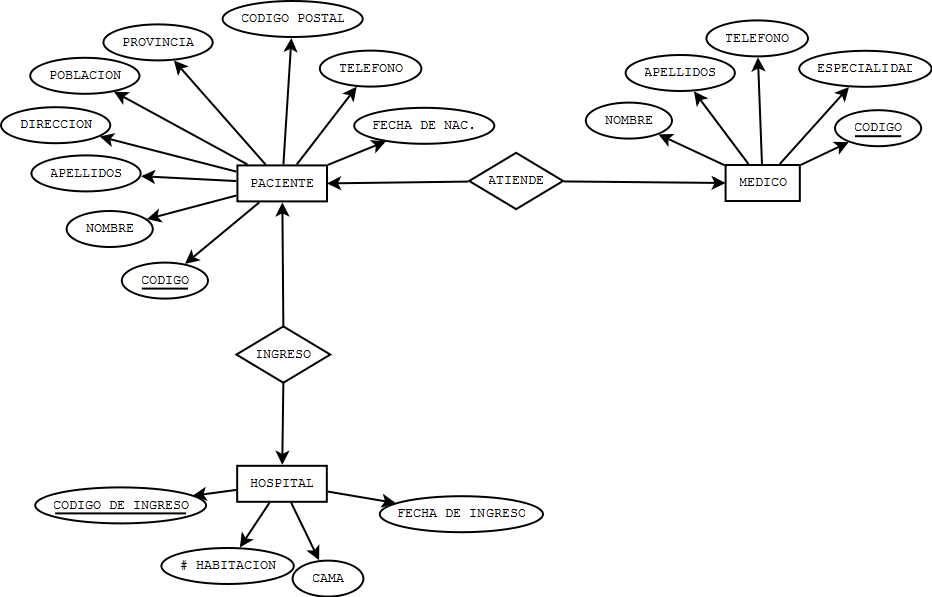 CODIGO POSTAL
PROVINCIA
TELEFONO
TELEFONO
POBLACION
APELLIDOS
ESPECIALIDAD
DIRECCION
FECHA DE NAC.
NOMBRE
CODIGO
APELLIDOS
PACIENTE
ATIENDE
MEDICO
NOMBRE
CODIGO
INGRESO
HOSPITAL
CODIGO DE INGRESO
FECHA DE INGRESO
# HABITACION
CAMA